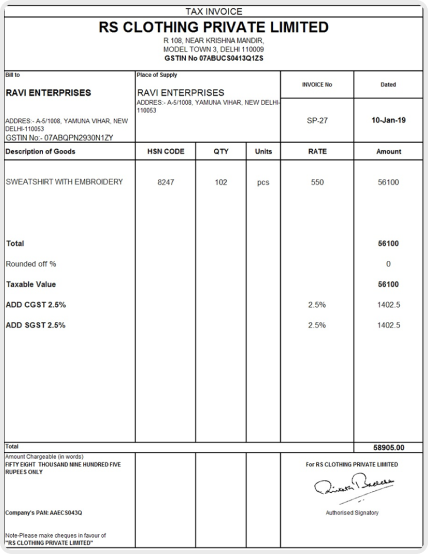 TAX INVOICE
RS CLOTHING PRIVATE LIMITED
R 108, NEAR KRISHNA MANDIR,
MODEL TOWN 3, DELHI 110009
GSTIN No 07ABUCS0413Q1ZS
Bill to
RAVI ENTERPRISES
ADDRES:- A-5/1008, YAMUNA VIHAR, NEW
DELHI-110053
GSTIN No:- 07ABQPN2930N1ZY
Place of Supply
RAVI ENTERPRISES
ADDRES:- A-5/1008, YAMUNA VIHAR, NEW DELHI-
110053
INVOICE No Dated
SP-27 10-Jan-19
Description of Goods HSN CODE QTY Units RATE Amount
SWEATSHIRT WITH EMBROIDERY 8247 102 pcs 550 56100
Total 56100
Rounded off % 0
Taxable Value 56100
ADD CGST 2.5% 2.5% 1402.5
ADD SGST 2.5% 2.5% 1402.5
Total 58905.00
Amount Chargeable (in words)
FIFTY EIGHT THOUSAND NINE HUNDRED FIVE
RUPEES ONLY
For RS CLOTHING PRIVATE LIMITED
Company's PAN: AAECS043Q
Authorised Signatory
Note-Please make cheques in favour of
"RS CLOTHING PRIVATE LIMITED"